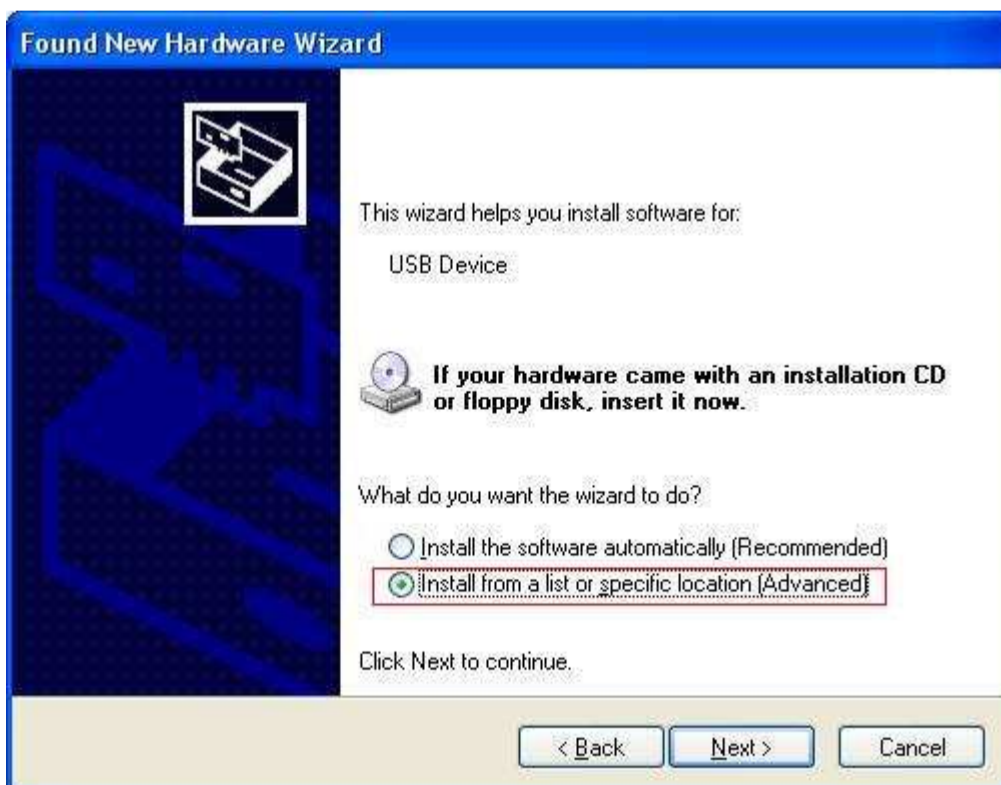 Found New Hardware Wizard
This wizard helps you install software for:
USB Device
If your hardware came with an installation CD
or floppy disk, insert it now.
What do you want the wizard to do?
Install the software automatically (Recommended)
Install from a list or specific location (Advanced)
Click Next to continue.
< Back
Next >
Cancel